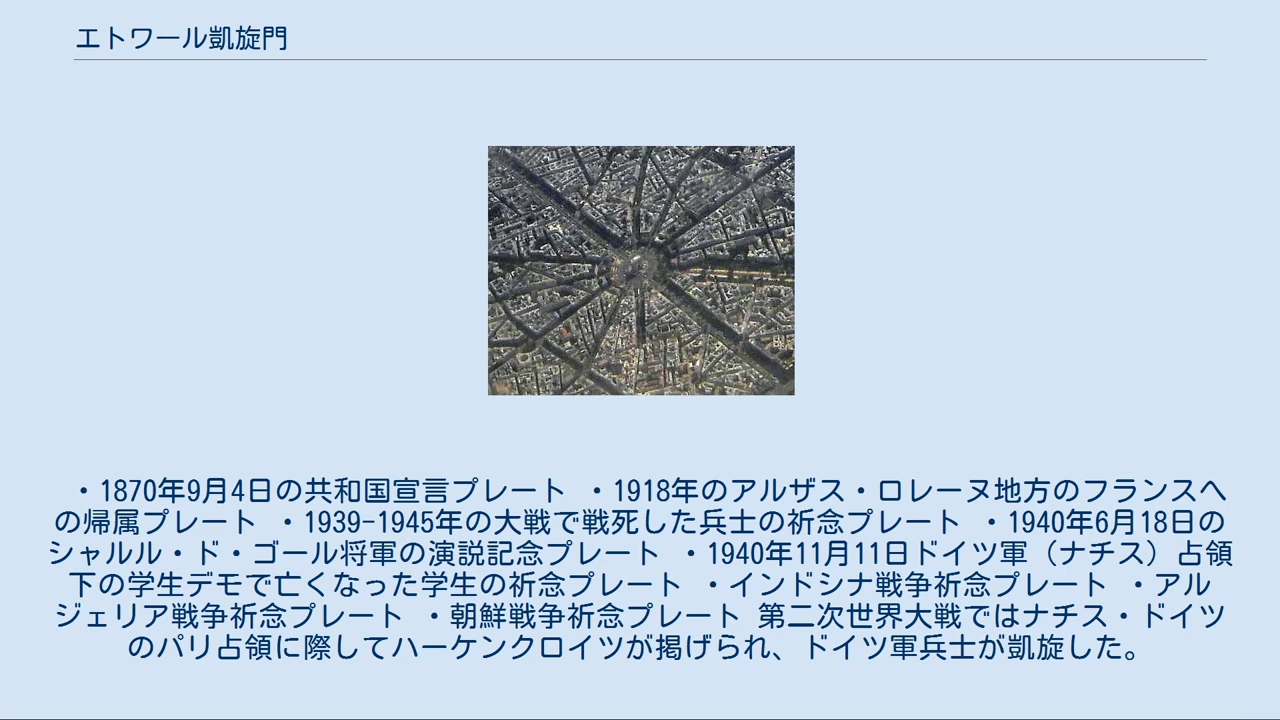 エトワール凱旋門
・1870年9月4日の共和国宣言プレート ・1918年のアルザス・ロレーヌ地方のフランスへ
の帰属プレート ・1939-1945年の大戦で戦死した兵士の祈念プレート ・1940年6月18日の
シャルル・ド・ゴール将軍の演説記念プレート ・1940年11月11日ドイツ軍（ナチス）占領
下の学生デモで亡くなった学生の祈念プレート ・インドシナ戦争祈念プレート ・アル
ジェリア戦争祈念プレート ・朝鮮戦争祈念プレート 第二次世界大戦ではナチス・ドイツ
のパリ占領に際してハーケンクロイツが掲げられ、ドイツ軍兵士が凱旋した。